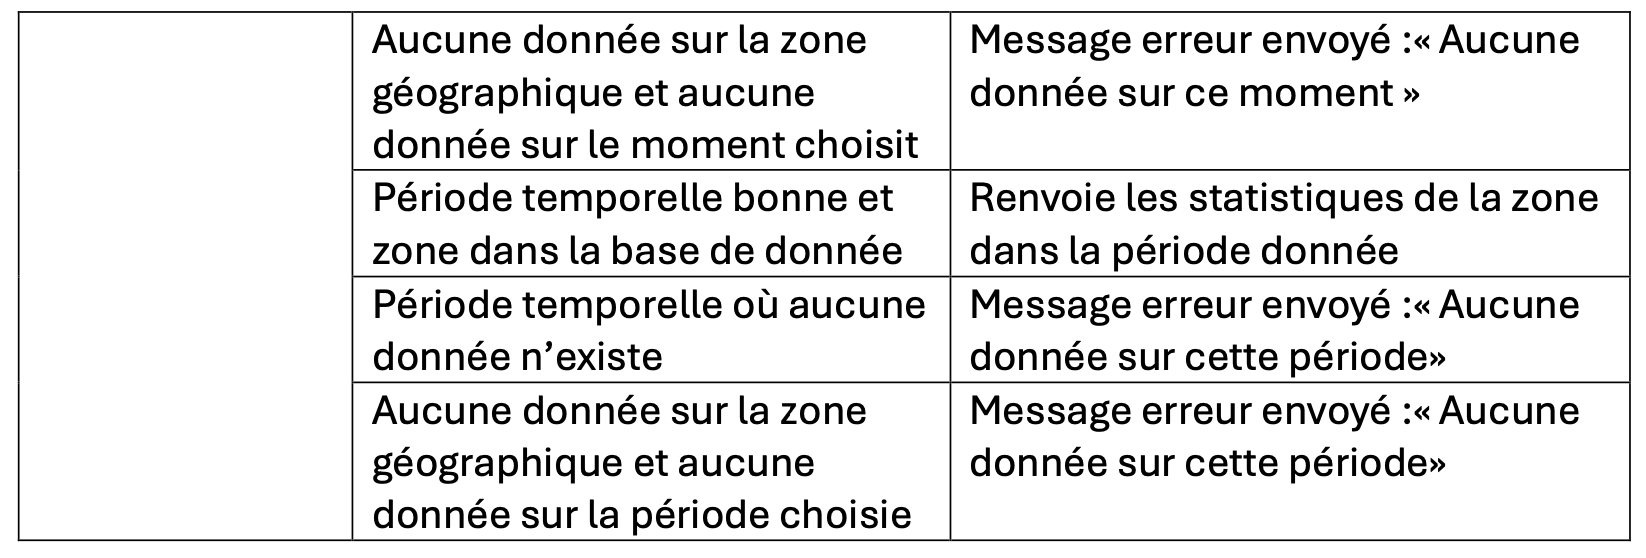 Aucune donnée sur la zone
géographique et aucune
donnée sur le moment choisit
Message erreur envoyé :« Aucune
donnée sur ce moment »
Période temporelle bonne et
zone dans la base de donnée
Renvoie les statistiques de la zone
dans la période donnée
Période temporelle où aucune
donnée n’existe
Message erreur envoyé :« Aucune
donnée sur cette période»
Aucune donnée sur la zone
géographique et aucune
donnée sur la période choisie
Message erreur envoyé :« Aucune
donnée sur cette période»